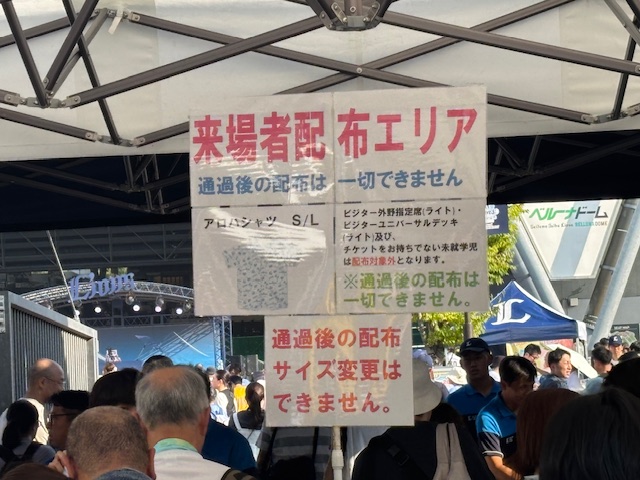 来場者配布エリア
通過後の配布は 一切できません
アロハシャツ S/L
ビジター外野指定席(ライト)・
ビジターユニバーサルデッキ
(ライト)及び、
チケットをお持ちでない未就学児
は配布対象外となります。
※通過後の配布は
一切できません。
通過後の配布
サイズ変更は
できません。
Lions
ベルーナドーム
L